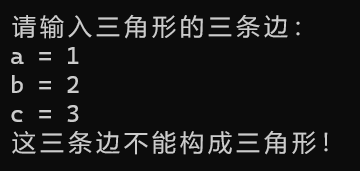 请输入三角形的三条边：
a = 1
b = 2
c = 3
这三条边不能构成三角形！